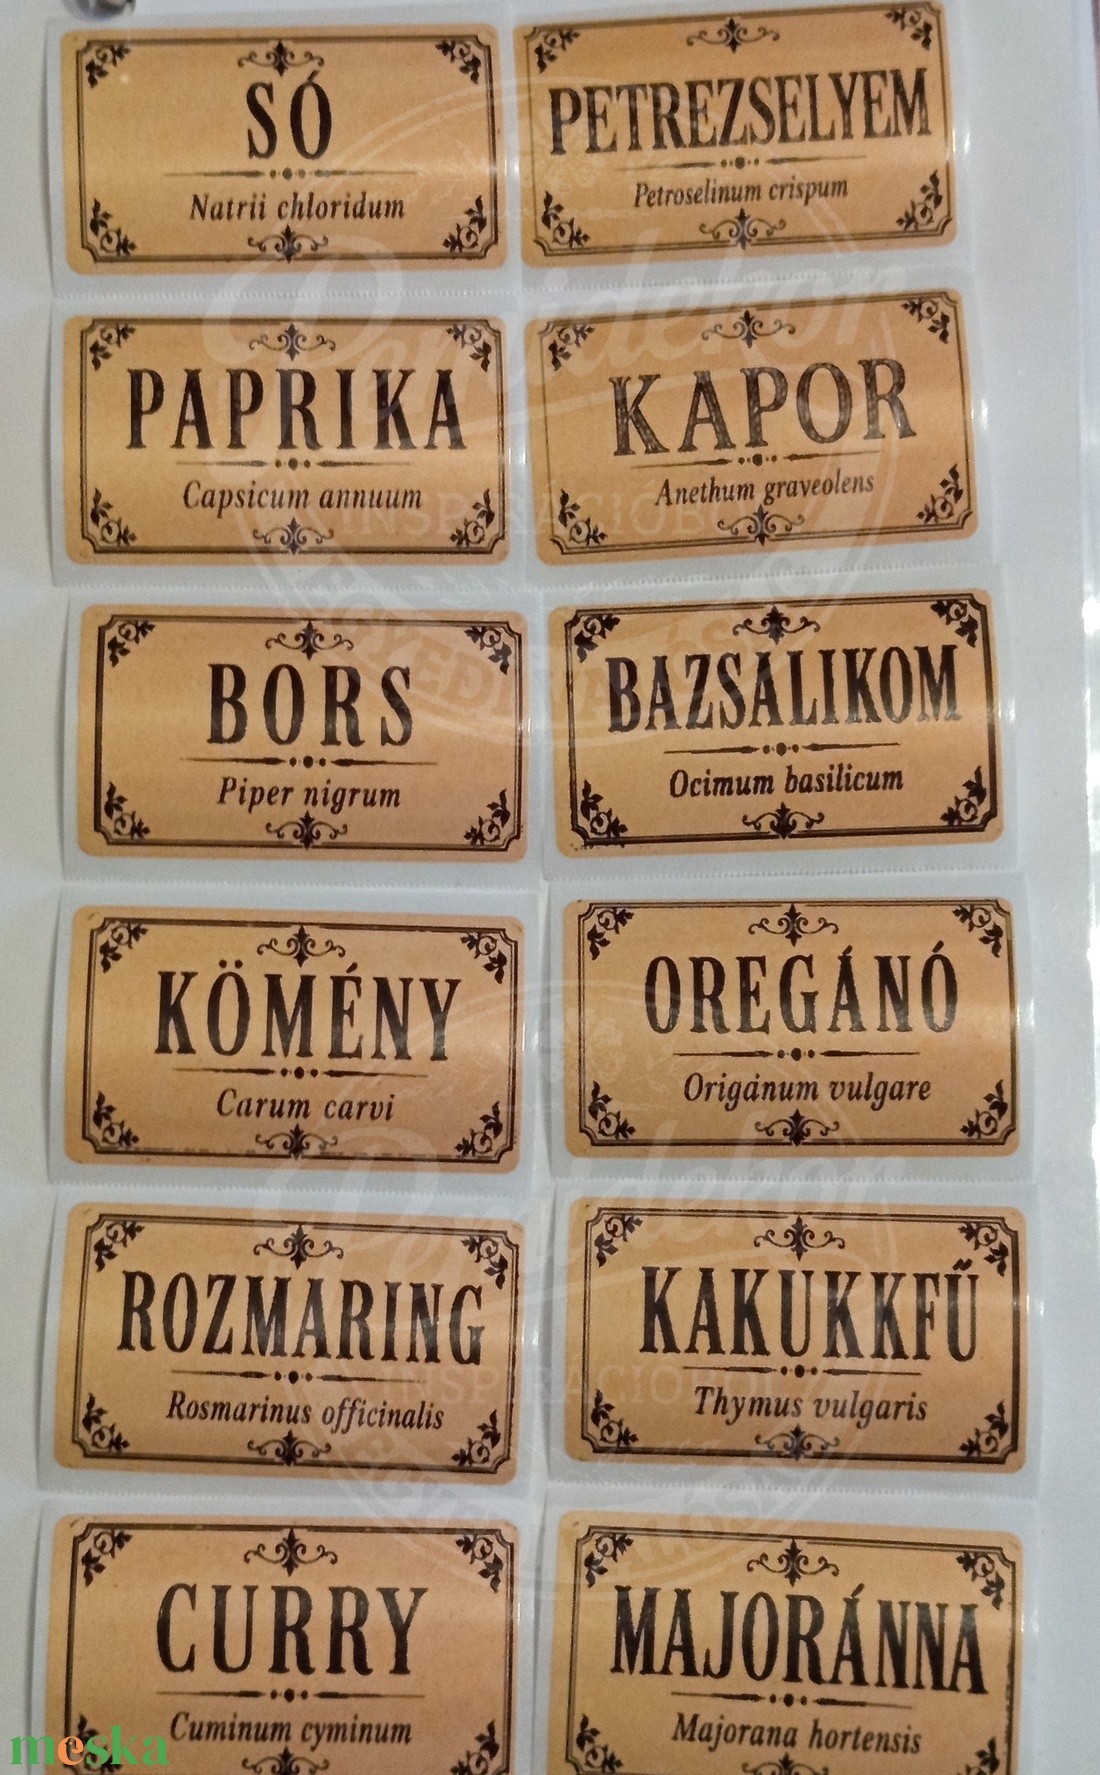 SÓ
Natrii chloridum
PETREZSELYEM
Petroselinum crispum
PAPRIKA
Capsicum annuum
KAPOR
Anethum graveolens
BORS
Piper nigrum
BAZSALIKOM
Ocimum basilicum
KÖMÉNY
Carum carvi
OREGÁNÓ
Origánum vulgare
ROZMARING
Rosmarinus officinalis
KAKUKKFŰ
Thymus vulgaris
CURRY
Cuminum cyminum
MAJORÁNNA
Majorana hortensis
meska